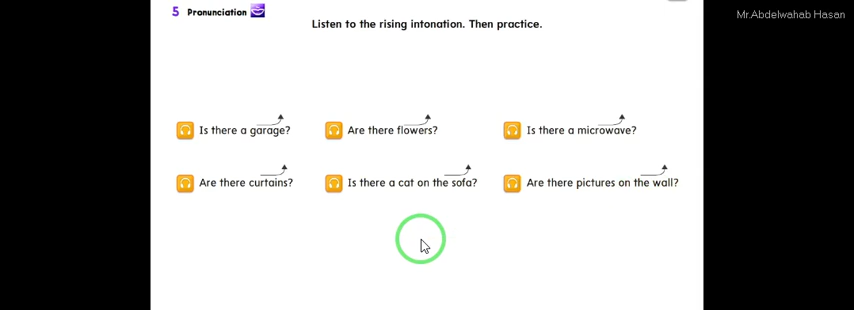 5 Pronunciation
Mr.Abdelwahab Hasan
Listen to the rising intonation. Then practice.
Is there a garage? Are there flowers? Is there a microwave?
Are there curtains? Is there a cat on the sofa? Are there pictures on the wall?